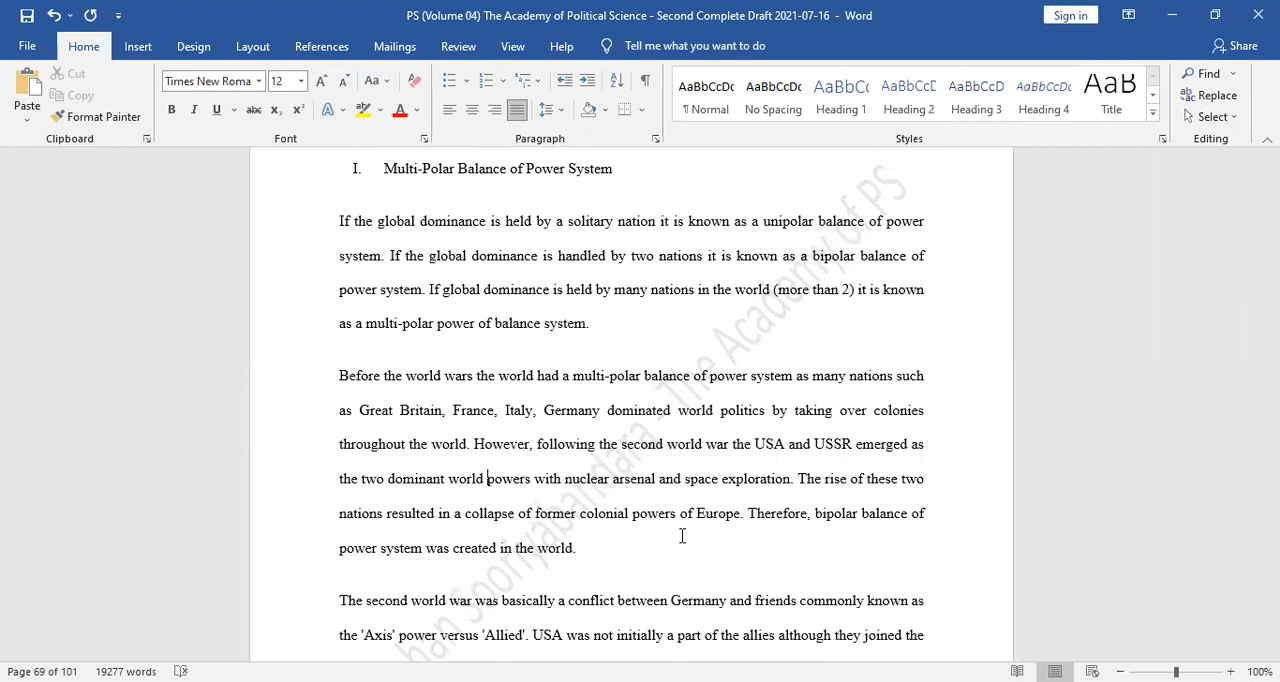 PS (Volume 04) The Academy of Political Science - Second Complete Draft 2021-07-16 - Word
Sign in
File
Home
Insert
Design
Layout
References
Mailings
Review
View
Help
Tell me what you want to do
Share
Paste
Cut
Copy
Format Painter
Clipboard
Times New Roma
12
Aa
B I U abc x₂ x² A A
Font
Paragraph
AaBbCcDc
¶ Normal
AaBbCcDc
No Spacing
AaBbCc
Heading 1
AaBbCcD
Heading 2
AaBbCcD
Heading 3
AaBbCcD
Heading 4
AaB
Title
Styles
Find
Replace
Select
Editing
I. Multi-Polar Balance of Power System
If the global dominance is held by a solitary nation it is known as a unipolar balance of power
system. If the global dominance is handled by two nations it is known as a bipolar balance of
power system. If global dominance is held by many nations in the world (more than 2) it is known
as a multi-polar power of balance system.
Before the world wars the world had a multi-polar balance of power system as many nations such
as Great Britain, France, Italy, Germany dominated world politics by taking over colonies
throughout the world. However, following the second world war the USA and USSR emerged as
the two dominant world powers with nuclear arsenal and space exploration. The rise of these two
nations resulted in a collapse of former colonial powers of Europe. Therefore, bipolar balance of
power system was created in the world.
The second world war was basically a conflict between Germany and friends commonly known as
the 'Axis' power versus 'Allied'. USA was not initially a part of the allies although they joined the
han Sooriyabandara - The Academy of PS
Page 69 of 101
19277 words
100%